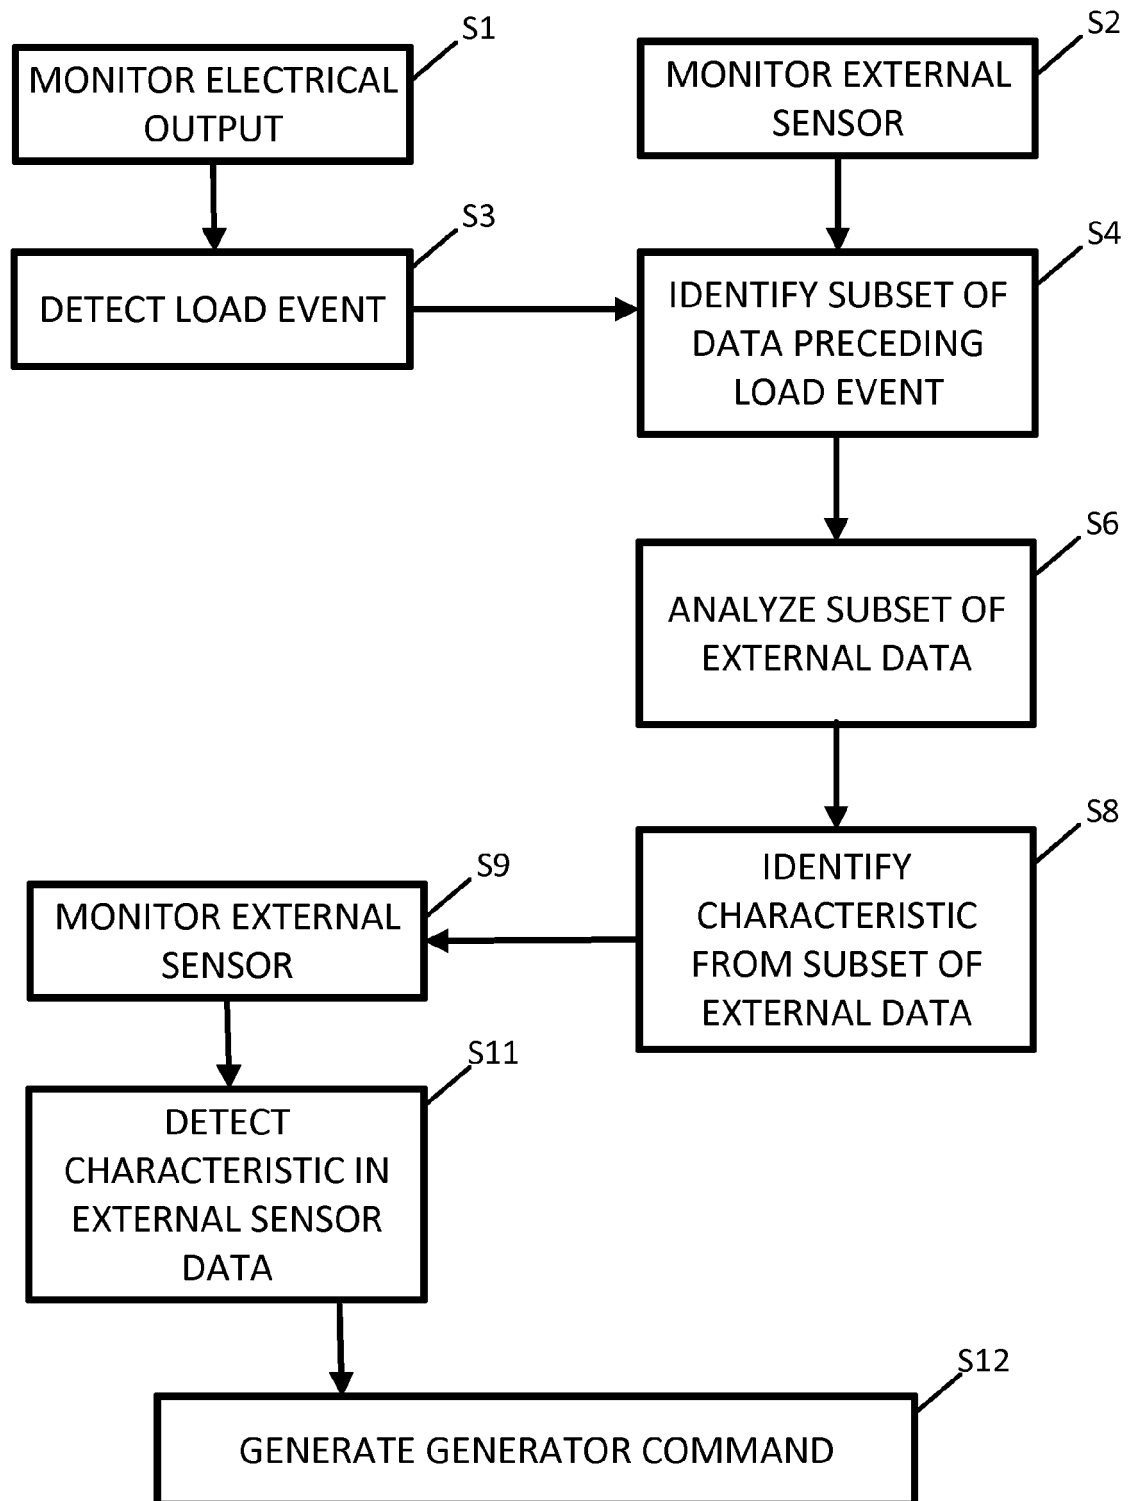 S1
MONITOR ELECTRICAL
OUTPUT
S2
MONITOR EXTERNAL
SENSOR
S3
DETECT LOAD EVENT
S4
IDENTIFY SUBSET OF
DATA PRECEDING
LOAD EVENT
S6
ANALYZE SUBSET OF
EXTERNAL DATA
S8
IDENTIFY
CHARACTERISTIC
FROM SUBSET OF
EXTERNAL DATA
S9
MONITOR EXTERNAL
SENSOR
S11
DETECT
CHARACTERISTIC IN
EXTERNAL SENSOR
DATA
S12
GENERATE GENERATOR COMMAND